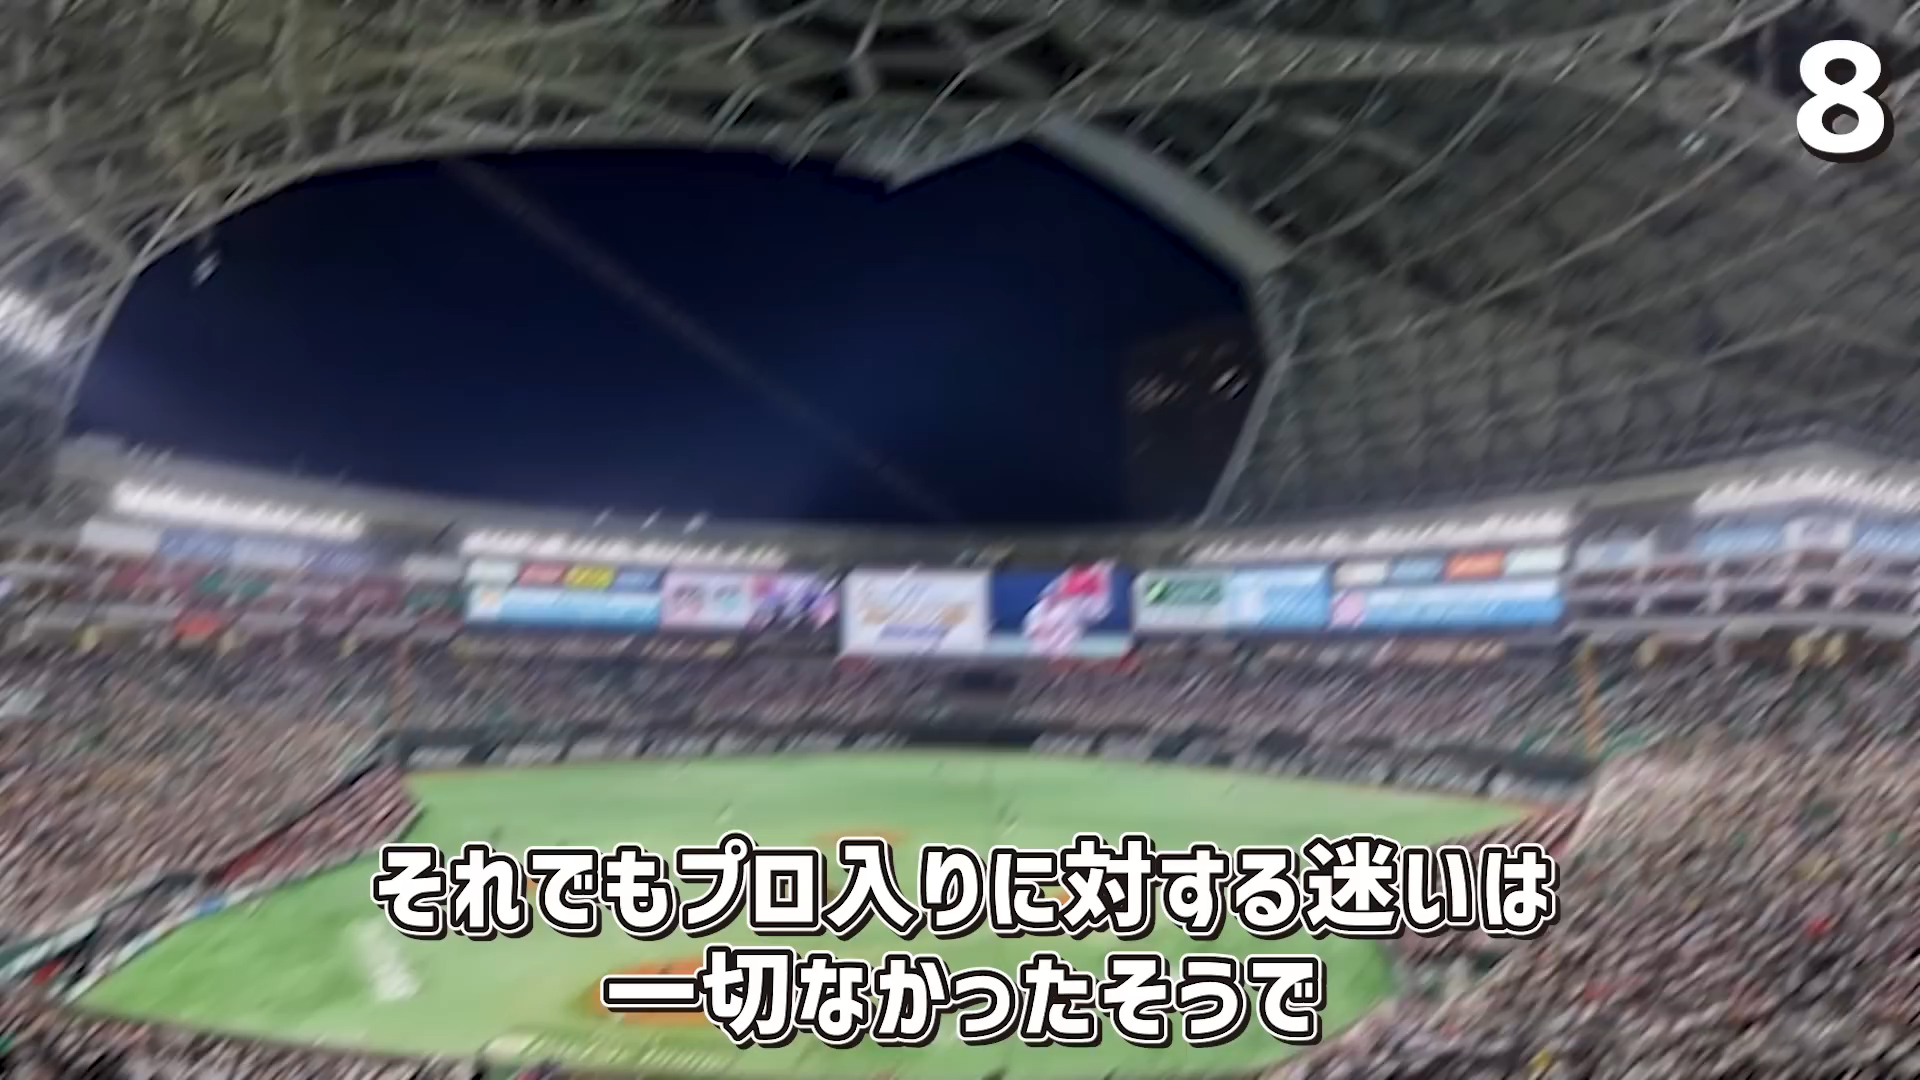 8
それでもプロ入りに対する迷いは
一切なかったそうで